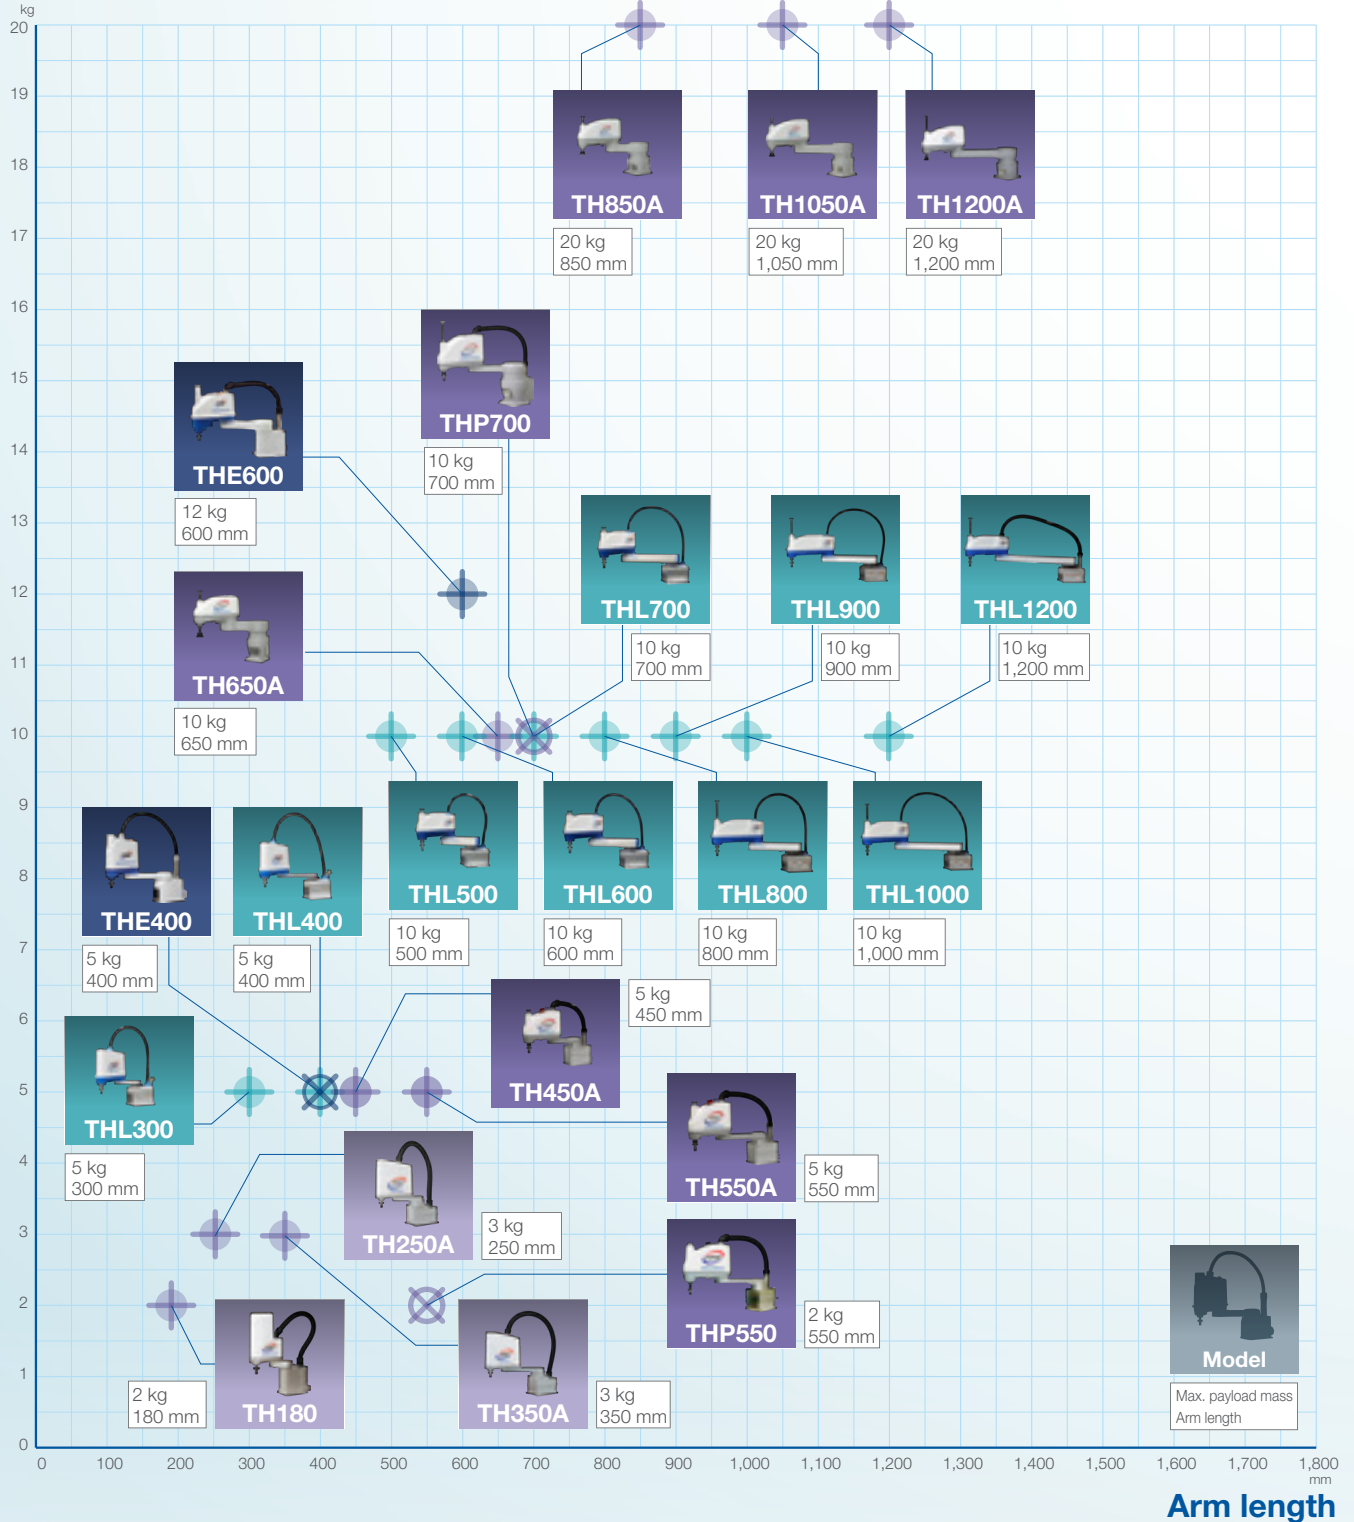 kg
20
19
18
17
16
15
14
13
12
11
10
9
8
7
6
5
4
3
2
1
0
TH850A
20 kg
850 mm
TH1050A
20 kg
1,050 mm
TH1200A
20 kg
1,200 mm
THP700
10 kg
700 mm
THE600
12 kg
600 mm
THL700
10 kg
700 mm
THL900
10 kg
900 mm
THL1200
10 kg
1,200 mm
TH650A
10 kg
650 mm
THE400
5 kg
400 mm
THL400
5 kg
400 mm
THL500
10 kg
500 mm
THL600
10 kg
600 mm
THL800
10 kg
800 mm
THL1000
10 kg
1,000 mm
TH450A
5 kg
450 mm
THL300
5 kg
300 mm
TH550A
5 kg
550 mm
TH250A
3 kg
250 mm
THP550
2 kg
550 mm
TH180
2 kg
180 mm
TH350A
3 kg
350 mm
Model
Max. payload mass
Arm length
0 100 200 300 400 500 600 700 800 900 1,000 1,100 1,200 1,300 1,400 1,500 1,600 1,700 1,800
mm
Arm length